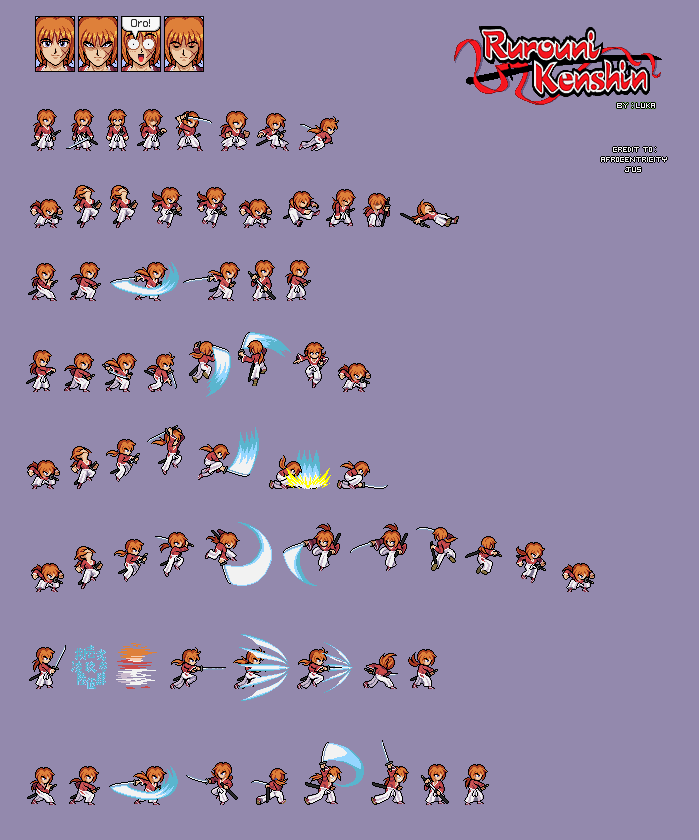 Oro!
Rurouni
Kenshin
BY: LUKA
CREDIT TO:
AFROCENTRICITY
JUS